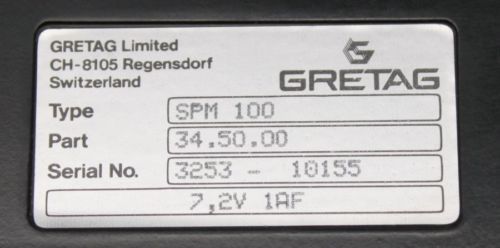 GRETAG Limited
CH-8105 Regensdorf
Switzerland
GRETAG
Type SPM 100
Part 34.50.00
Serial No. 3253 - 10155
7,2V 1AF